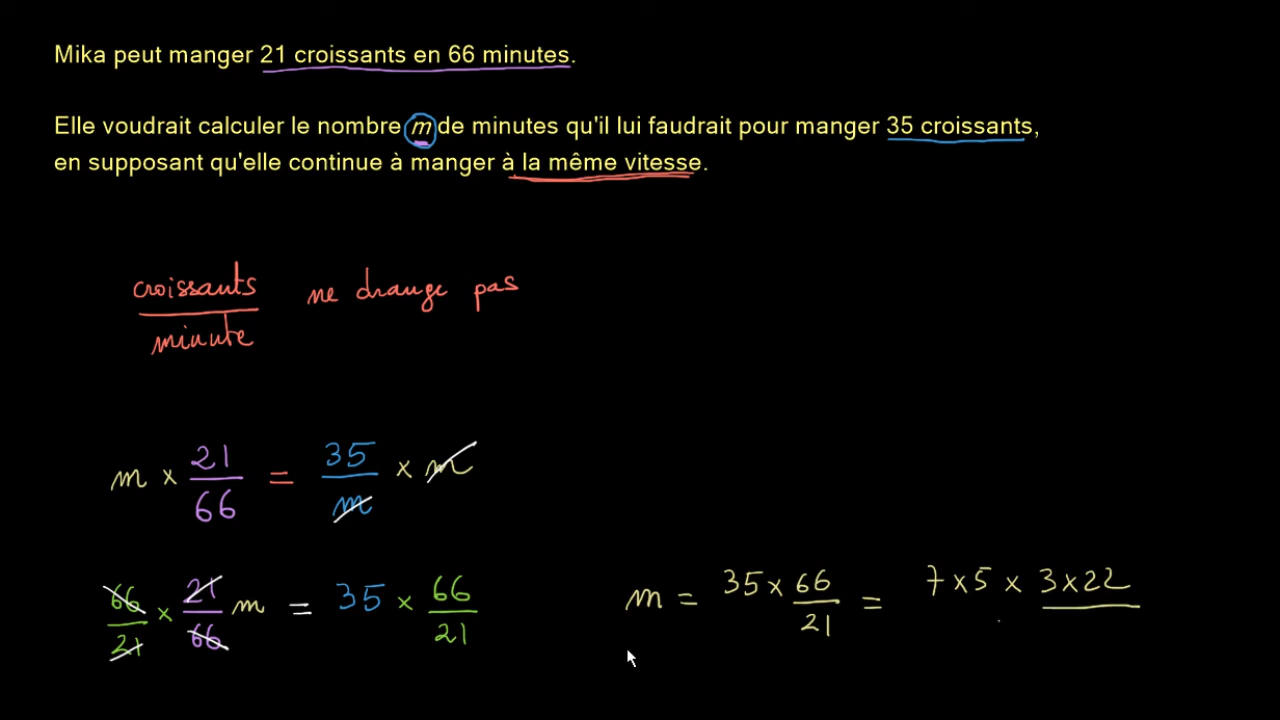 Mika peut manger 21 croissants en 66 minutes.
Elle voudrait calculer le nombre m de minutes qu'il lui faudrait pour manger 35 croissants,
en supposant qu'elle continue à manger à la même vitesse.
croissants
minute
ne change pas
m × 21/66 = 35/m × m
66/21 × 21/66 m = 35 × 66/21
m = 35 × 66/21 = 7 × 5 × 3 × 22